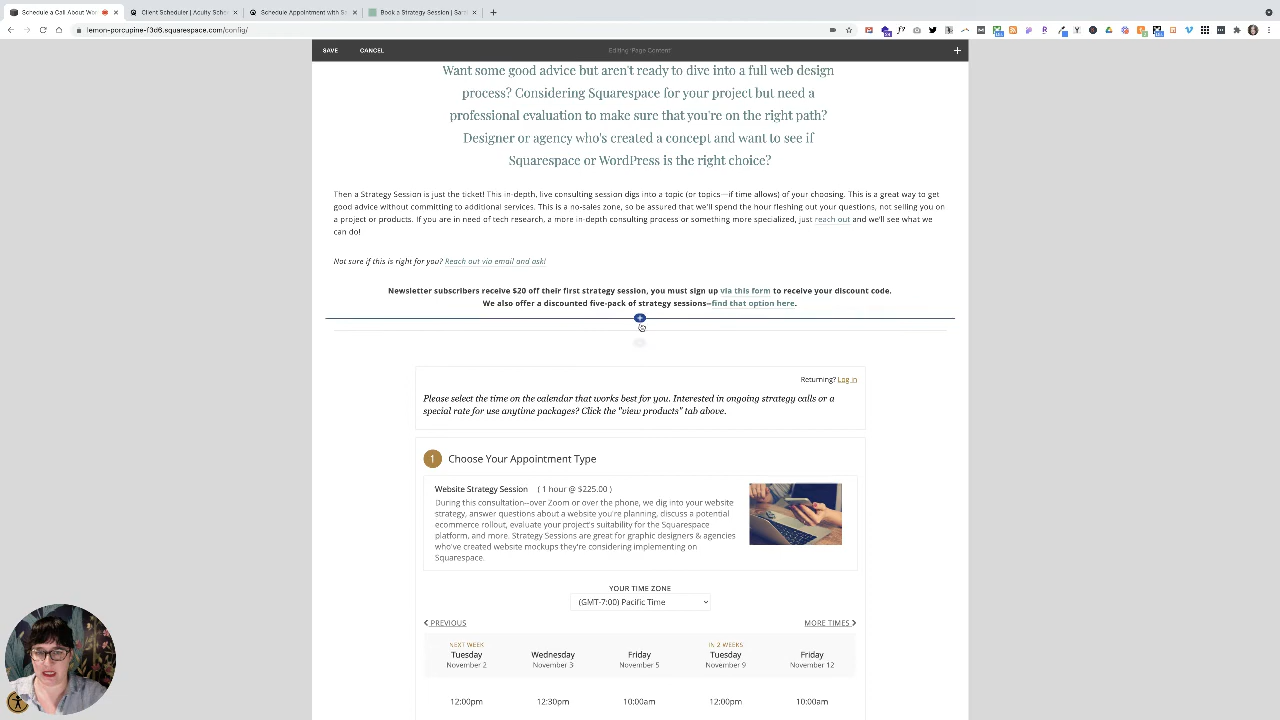 Schedule a Call About Wor
Client Scheduler | Acuity Sche
Schedule Appointment with S
Book a Strategy Session | Sar
lemon-porcupine-f3d6.squarespace.com/config/
SAVE
CANCEL
Editing 'Page Content'
Want some good advice but aren't ready to dive into a full web design
process? Considering Squarespace for your project but need a
professional evaluation to make sure that you're on the right path?
Designer or agency who's created a concept and want to see if
Squarespace or WordPress is the right choice?
Then a Strategy Session is just the ticket! This in-depth, live consulting session digs into a topic (or topics—if time allows) of your choosing. This is a great way to get
good advice without committing to additional services. This is a no-sales zone, so be assured that we'll spend the hour fleshing out your questions, not selling you on
a project or products. If you are in need of tech research, a more in-depth consulting process or something more specialized, just reach out and we'll see what we
can do!
Not sure if this is right for you? Reach out via email and ask!
Newsletter subscribers receive $20 off their first strategy session, you must sign up via this form to receive your discount code.
We also offer a discounted five-pack of strategy sessions--find that option here.
Returning? Log In
Please select the time on the calendar that works best for you. Interested in ongoing strategy calls or a
special rate for use anytime packages? Click the "view products" tab above.
1 Choose Your Appointment Type
Website Strategy Session ( 1 hour @ $225.00 )
During this consultation--over Zoom or over the phone, we dig into your website
strategy, answer questions about a website you're planning, discuss a potential
ecommerce rollout, evaluate your project's suitability for the Squarespace
platform, and more. Strategy Sessions are great for graphic designers & agencies
who've created website mockups they're considering implementing on
Squarespace.
YOUR TIME ZONE
(GMT-7:00) Pacific Time
PREVIOUS
MORE TIMES
NEXT WEEK
IN 2 WEEKS
Tuesday Wednesday Friday Tuesday Friday
November 2 November 3 November 5 November 9 November 12
12:00pm 12:30pm 10:00am 12:00pm 10:00am